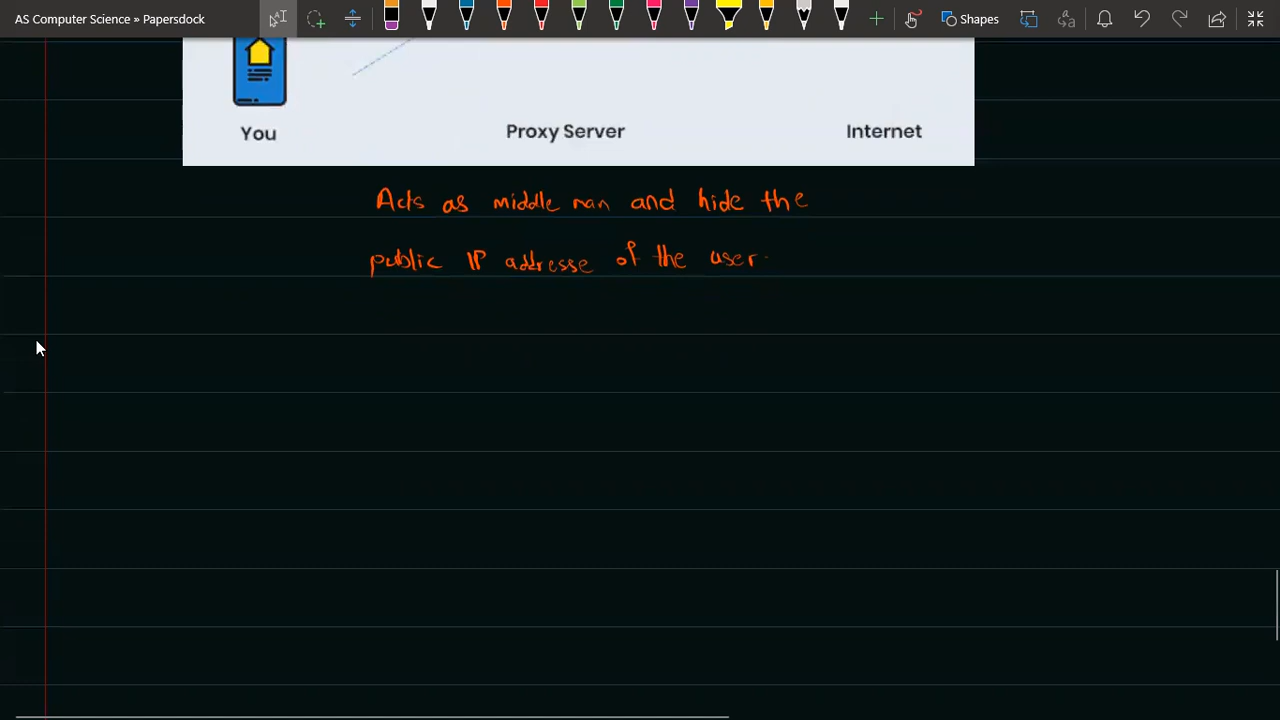 AS Computer Science » Papersdock
Shapes
You
Proxy Server
Internet
Acts as middle man and hide the
public IP addresse of the user.